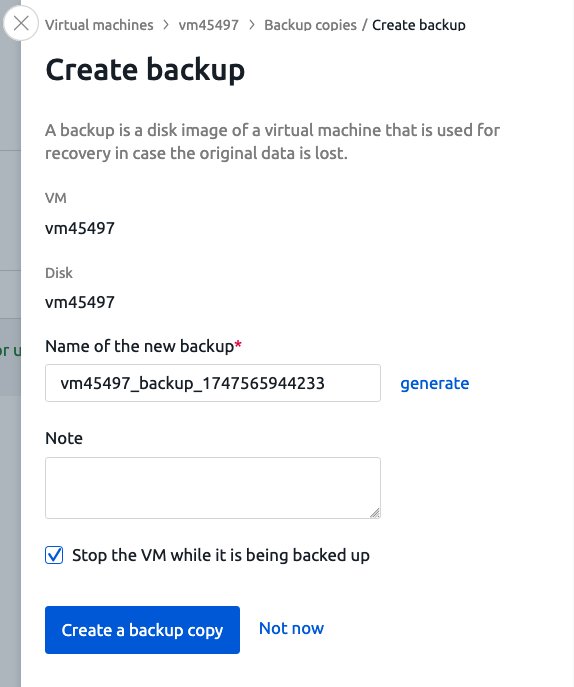 Virtual machines > vm45497 > Backup copies / Create backup
Create backup
A backup is a disk image of a virtual machine that is used for
recovery in case the original data is lost.
VM
vm45497
Disk
vm45497
or u
Name of the new backup*
vm45497_backup_1747565944233 generate
Note
Stop the VM while it is being backed up
Create a backup copy Not now